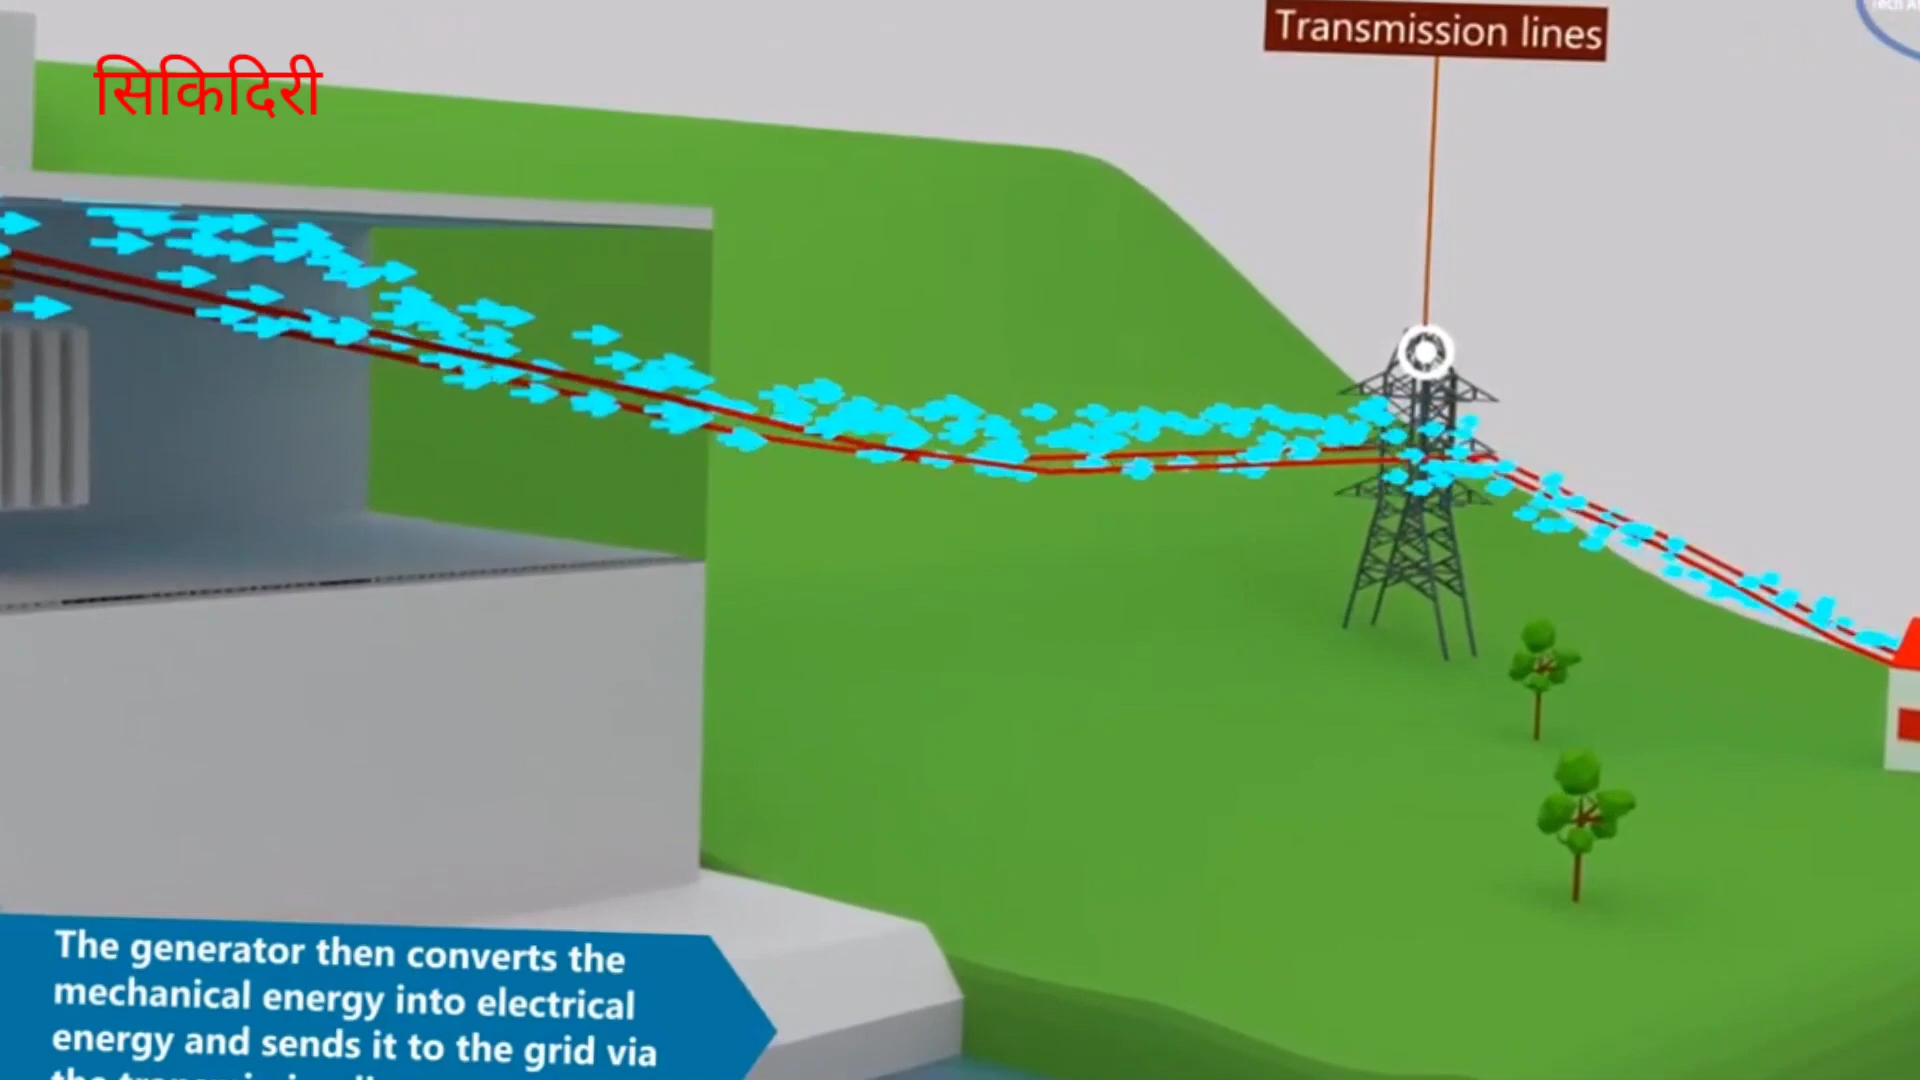 Tech A
Transmission lines
सिकिदिरी
The generator then converts the
mechanical energy into electrical
energy and sends it to the grid via